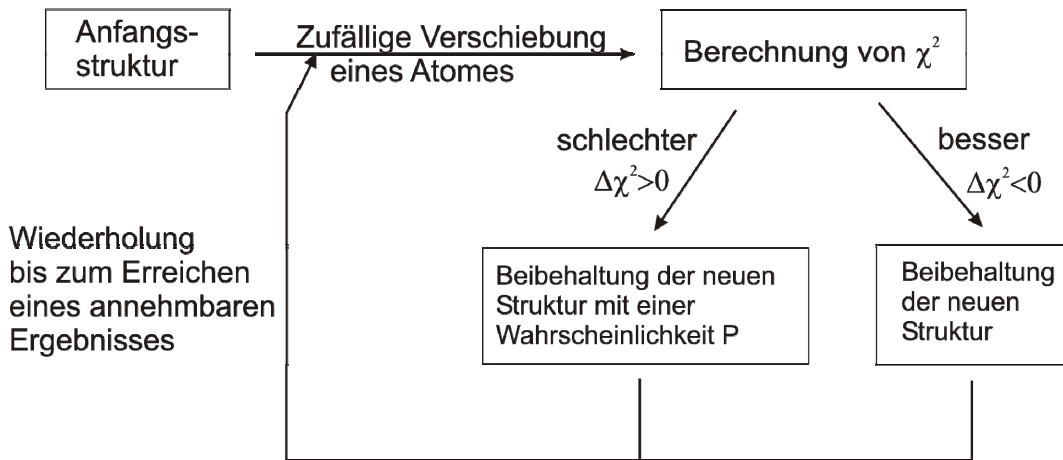 Anfangs-
struktur
Zufällige Verschiebung
eines Atomes
Berechnung von χ²
schlechter
Δχ²>0
besser
Δχ²<0
Wiederholung
bis zum Erreichen
eines annehmbaren
Ergebnisses
Beibehaltung der neuen
Struktur mit einer
Wahrscheinlichkeit P
Beibehaltung
der neuen
Struktur